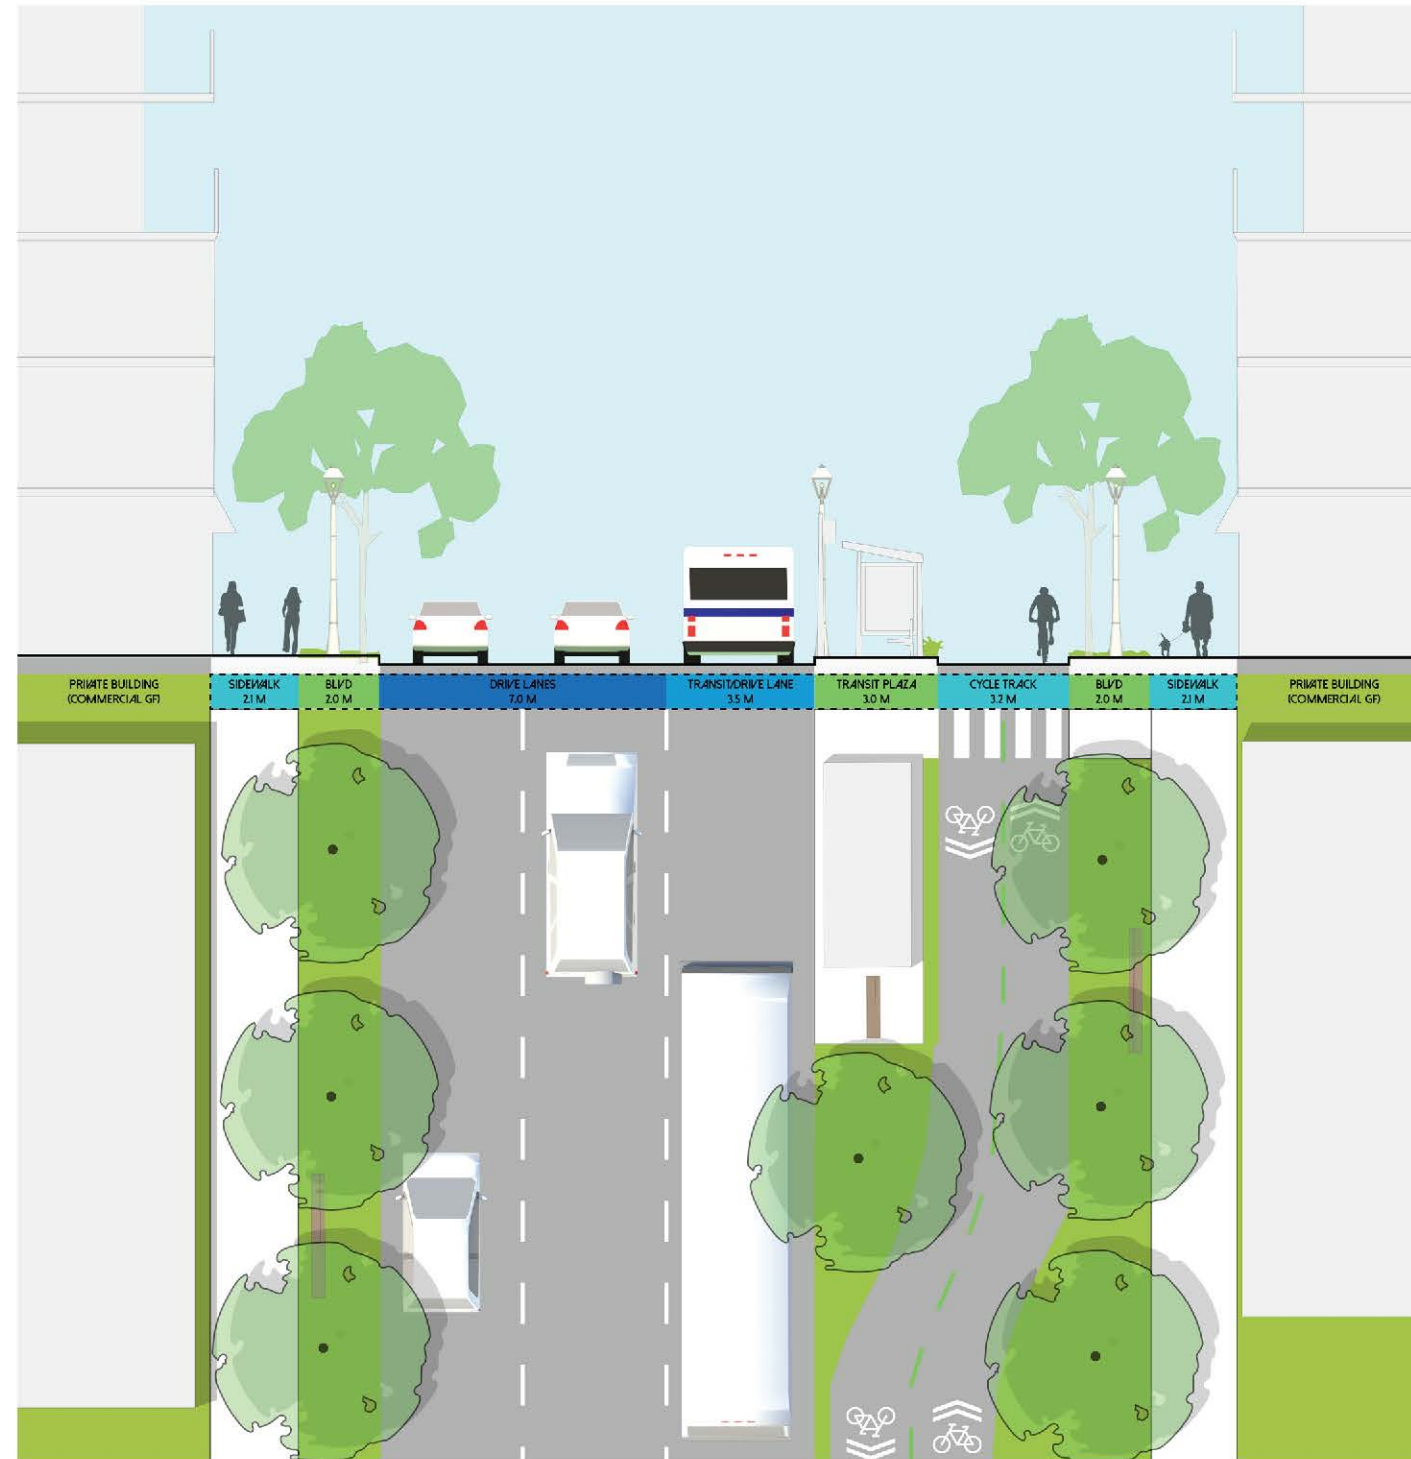 PRIVATE BUILDING
(COMMERCIAL GF)
SIDEWALK
2.1 M
BLVD
2.0 M
DRIVE LANES
7.0 M
TRANSIT/DRIVE LANE
3.5 M
TRANSIT PLAZA
3.0 M
CYCLE TRACK
3.2 M
BLVD
2.0 M
SIDEWALK
2.1 M
PRIVATE BUILDING
(COMMERCIAL GF)